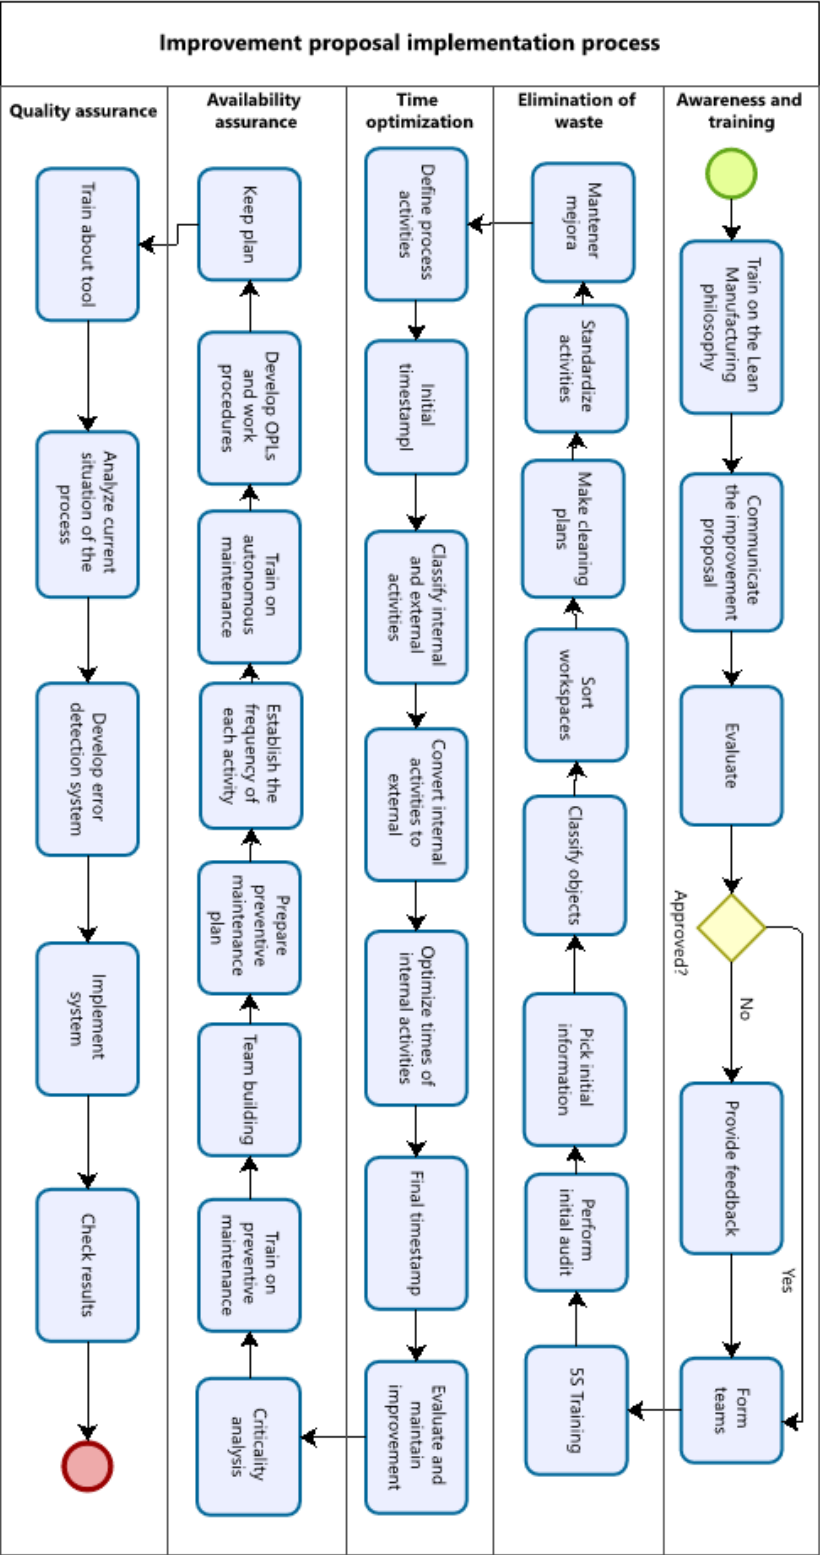 Improvement proposal implementation process
Quality assurance
Availability
assurance
Time
optimization
Elimination of
waste
Awareness and
training
Train on the Lean
Manufacturing
philosophy
Communicate
the improvement
proposal
Evaluate
Approved?
No
Yes
Provide feedback
Form
teams
5S Training
Perform
initial audit
Pick initial
information
Classify objects
Sort
workspaces
Make cleaning
plans
Standardize
activities
Mantener
mejora
Define process
activities
Initial
timestampl
Classify internal
and external
activities
Convert internal
activities to
external
Optimize times of
internal activities
Final timestamp
Evaluate and
maintain
improvement
Criticality
analysis
Train on
preventive
maintenance
Team building
Prepare
preventive
maintenance
plan
Establish the
frequency of
each activity
Train on
autonomous
maintenance
Develop OPLs
and work
procedures
Keep plan
Train about tool
Analyze current
situation of the
process
Develop error
detection system
Implement
system
Check results